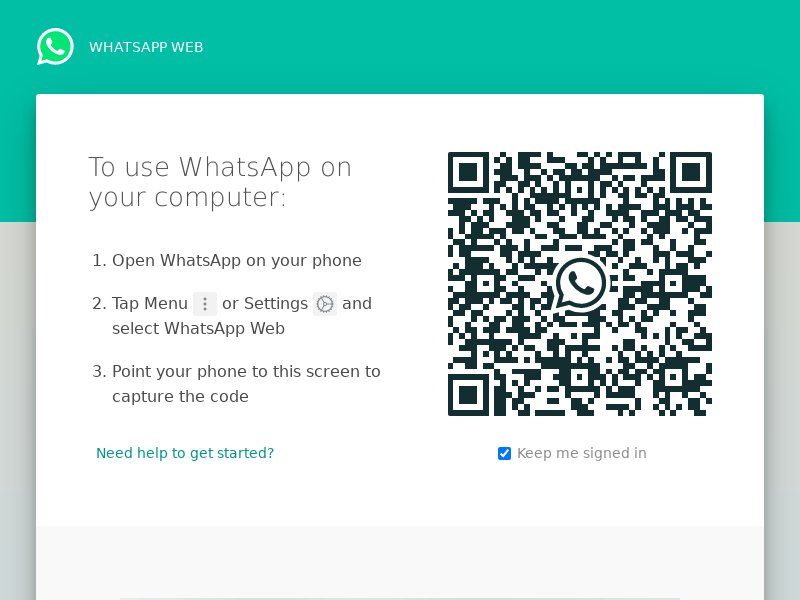 WHATSAPP WEB
To use WhatsApp on
your computer:
1. Open WhatsApp on your phone
2. Tap Menu or Settings and
select WhatsApp Web
3. Point your phone to this screen to
capture the code
Need help to get started?
Keep me signed in